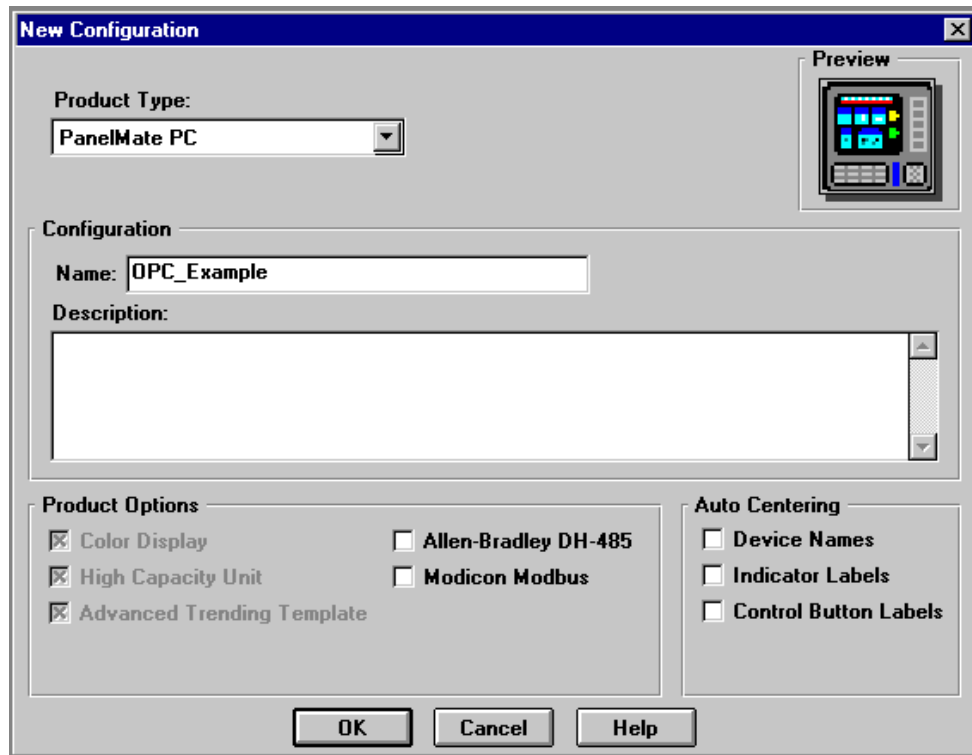 New Configuration
Preview
Product Type:
PanelMate PC
Configuration
Name: OPC_Example
Description:
Product Options
Color Display
Allen-Bradley DH-485
High Capacity Unit
Modicon Modbus
Advanced Trending Template
Auto Centering
Device Names
Indicator Labels
Control Button Labels
OK
Cancel
Help